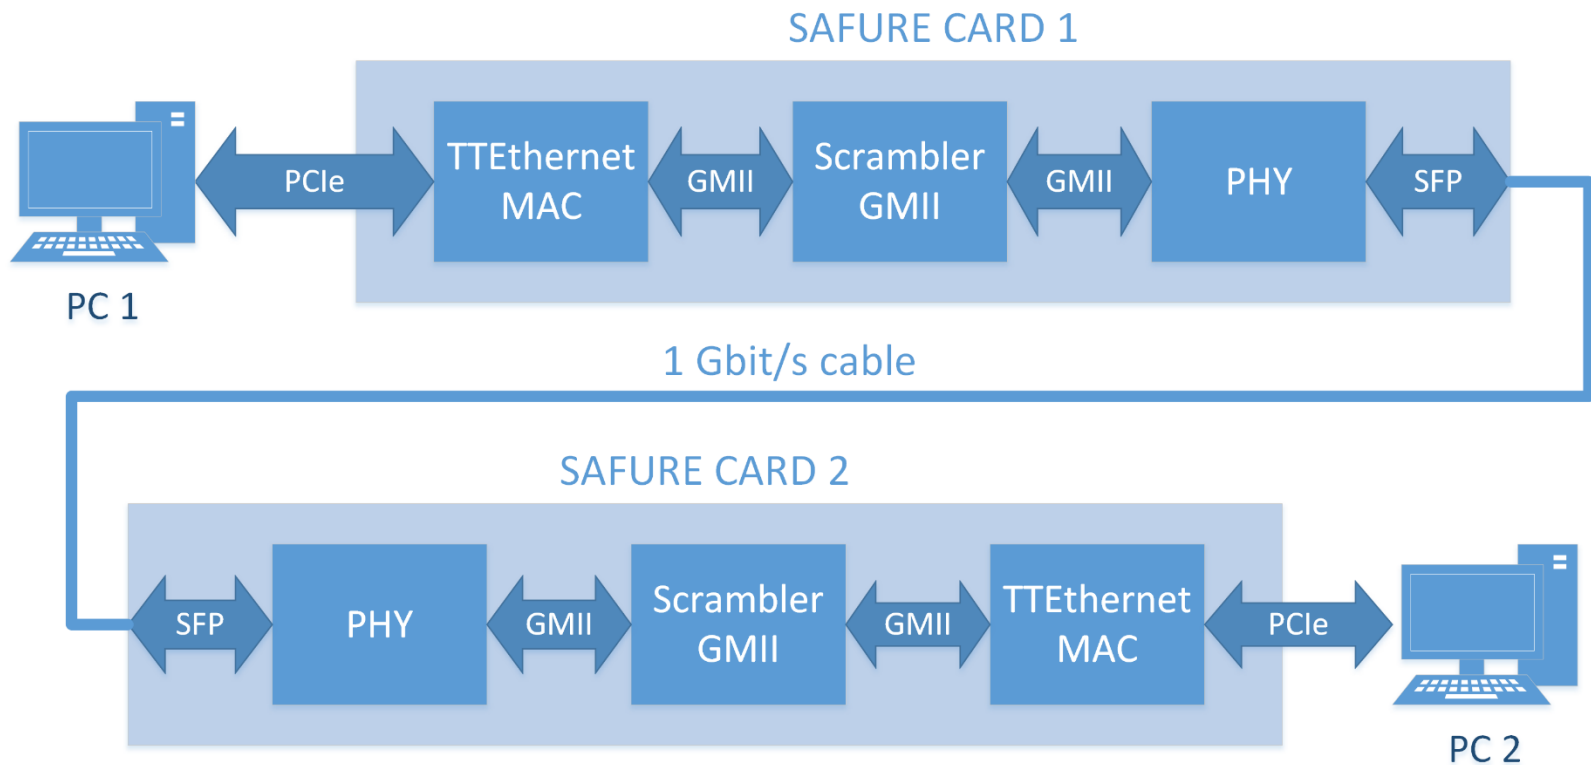 SAFURE CARD 1
PCIe
TTEthernet
MAC
GMII
Scrambler
GMII
GMII
PHY
SFP
PC 1
1 Gbit/s cable
SAFURE CARD 2
SFP
PHY
GMII
Scrambler
GMII
GMII
TTEthernet
MAC
PCIe
PC 2